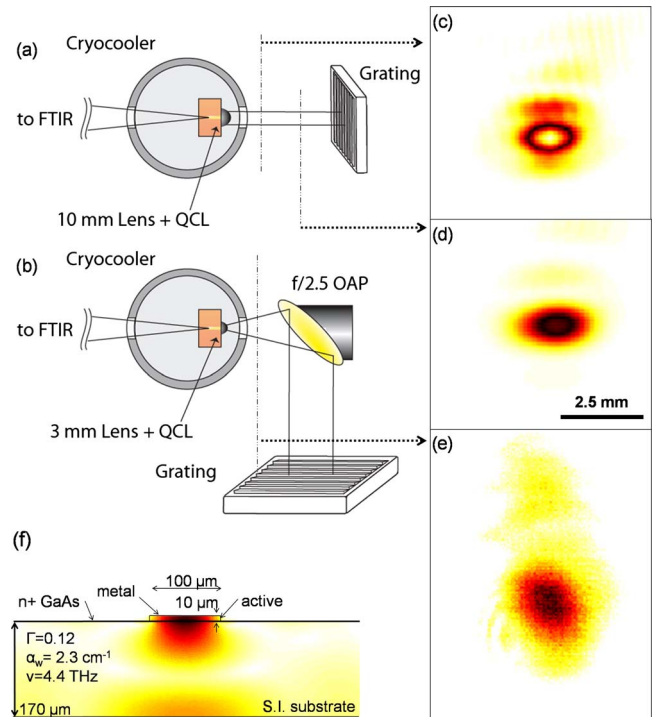 (a)
Cryocooler
Grating
to FTIR
10 mm Lens + QCL
(b)
Cryocooler
f/2.5 OAP
to FTIR
3 mm Lens + QCL
Grating
(c)
(d)
2.5 mm
(e)
(f)
100 μm
metal
10 μm
active
n+ GaAs
Γ=0.12
αw= 2.3 cm⁻¹
ν=4.4 THz
170 μm
S.I. substrate